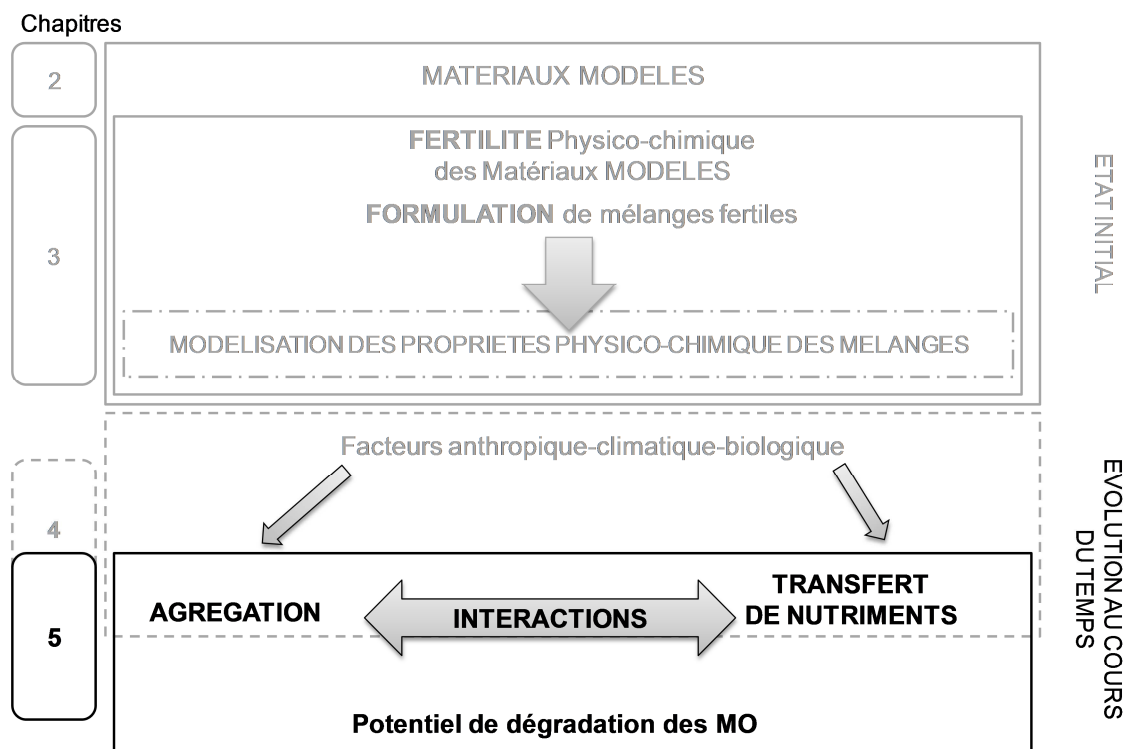 Chapitres
2
MATERIAUX MODELES
FERTILITE Physico-chimique
des Matériaux MODELES
FORMULATION de mélanges fertiles
3
MODELISATION DES PROPRIETES PHYSICO-CHIMIQUE DES MELANGES
ETAT INITIAL
Facteurs anthropique-climatique-biologique
4
AGREGATION
INTERACTIONS
TRANSFERT
DE NUTRIMENTS
5
Potentiel de dégradation des MO
EVOLUTION AU COURS
DU TEMPS